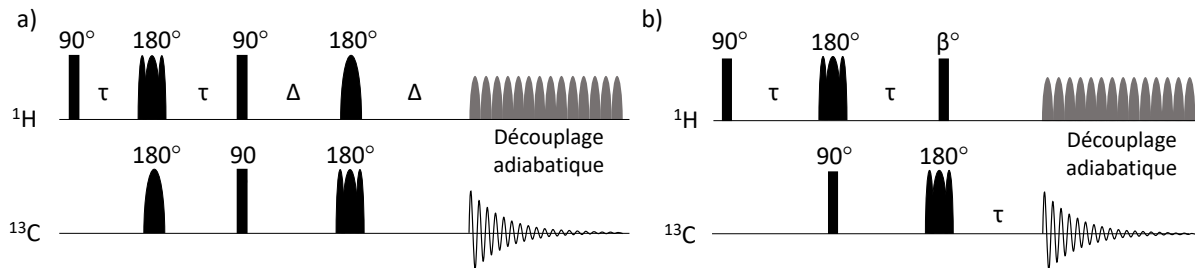 a)
90° 180° 90° 180°
τ τ Δ Δ
¹H
Découplage
adiabatique
180° 90 180°
¹³C
b)
90° 180° β°
τ τ
¹H
Découplage
adiabatique
90° 180°
τ
¹³C